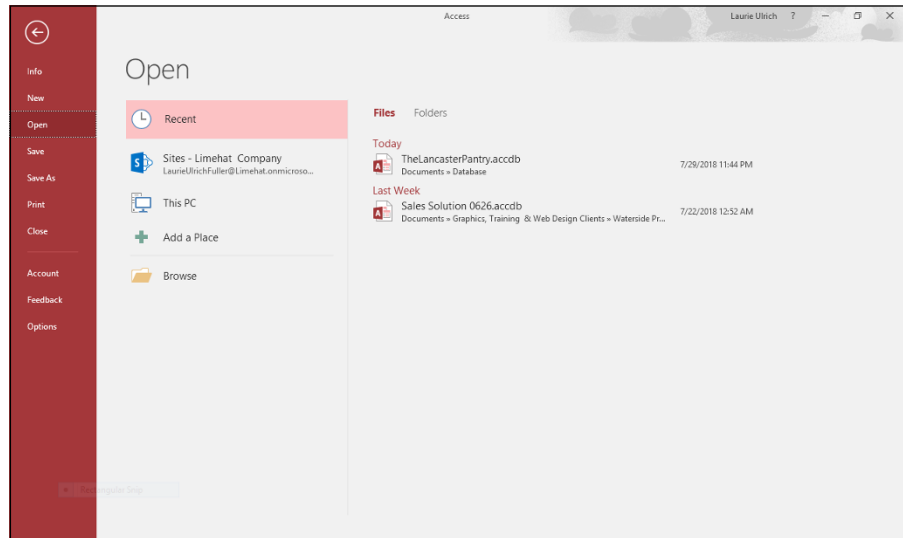 Access
Laurie Ulrich ?
Info
New
Open
Save
Save As
Print
Close
Account
Feedback
Options
Open
Recent
Sites - Limehat Company
LaurieUlrichFuller@Limehat.onmicroso...
This PC
Add a Place
Browse
Files Folders
Today
TheLancasterPantry.accdb
Documents » Database
7/29/2018 11:44 PM
Last Week
Sales Solution 0626.accdb
Documents » Graphics, Training & Web Design Clients » Waterside Pr...
7/22/2018 12:52 AM
Rectangular Snip